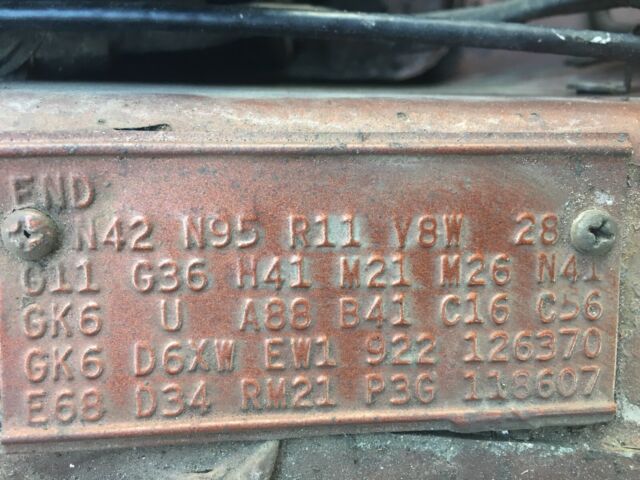 END
N42 N95 R11 V8W 28
G11 G36 H41 M21 M26 N41
GK6 U A88 B41 C16 C56
GK6 D6XW EW1 922 126370
E68 D34 RM21 P3G 118607